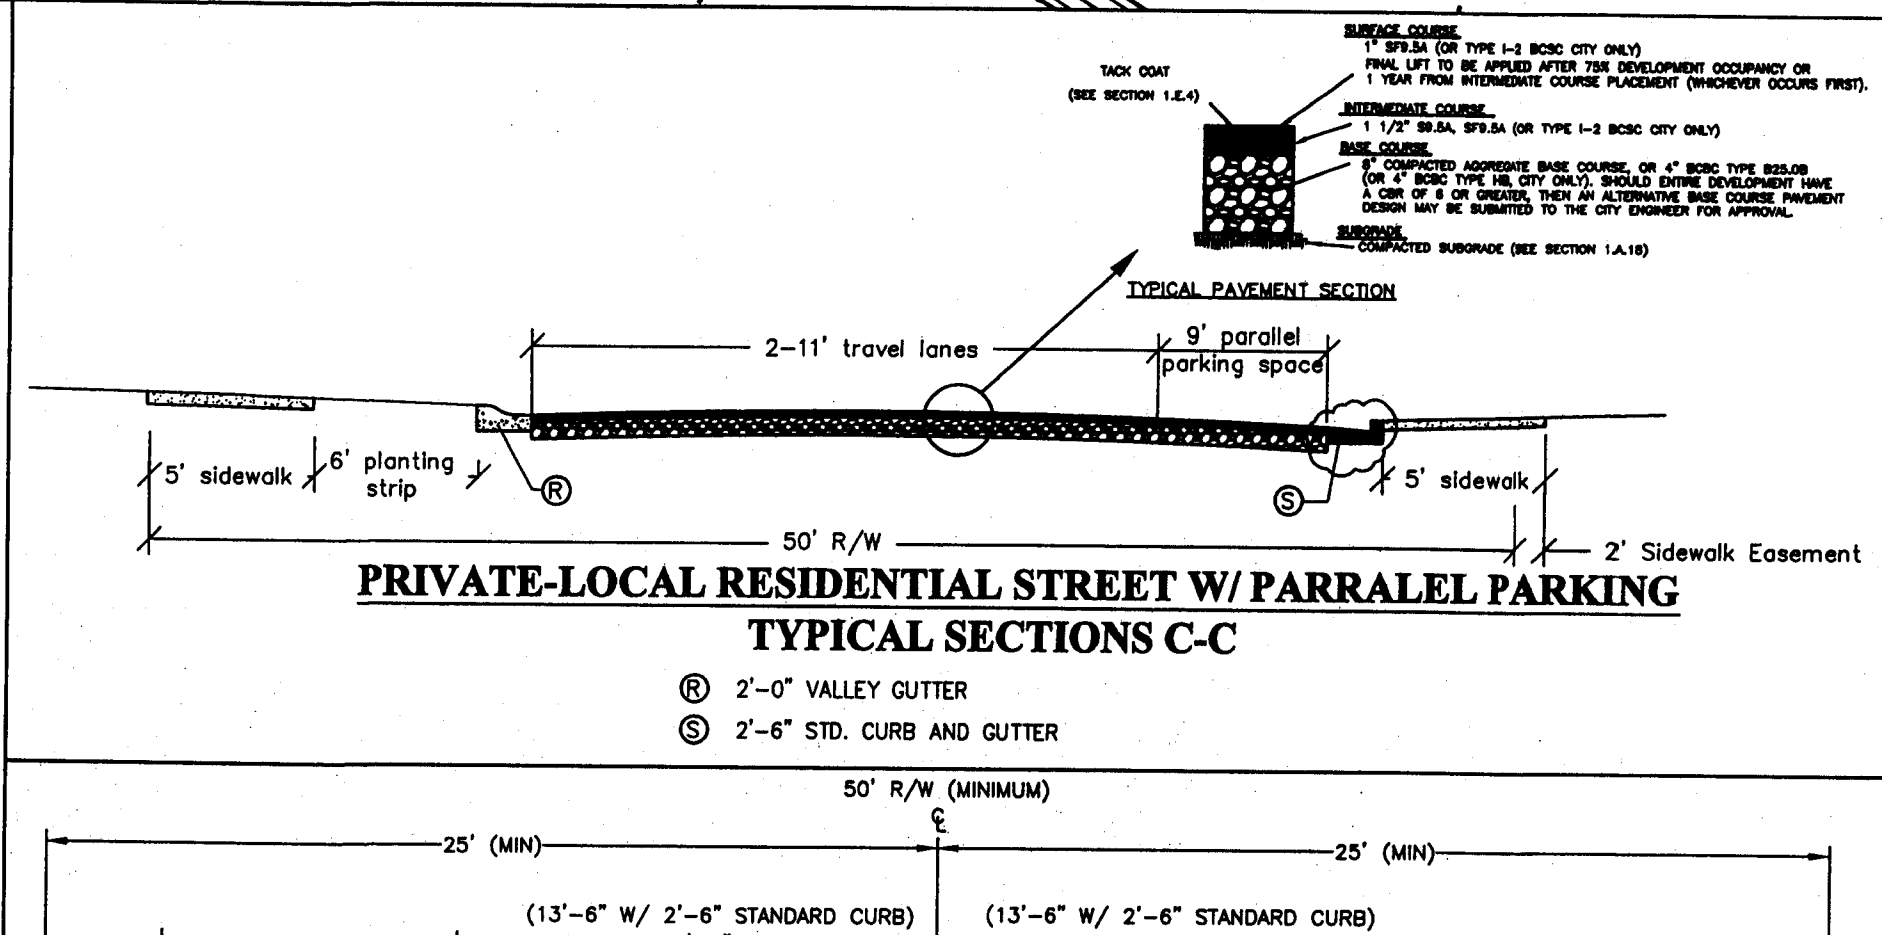 SURFACE COURSE
1" SF9.5A (OR TYPE I-2 BCSC CITY ONLY)
FINAL LIFT TO BE APPLIED AFTER 75% DEVELOPMENT OCCUPANCY OR
1 YEAR FROM INTERMEDIATE COURSE PLACEMENT (WHICHEVER OCCURS FIRST).
TACK COAT
(SEE SECTION 1.E.4)
INTERMEDIATE COURSE
1 1/2" S9.5A, SF9.5A (OR TYPE I-2 BCSC CITY ONLY)
BASE COURSE
8" COMPACTED AGGREGATE BASE COURSE, OR 4" BCBC TYPE B25.0B
(OR 4" BCBC TYPE HB, CITY ONLY). SHOULD ENTIRE DEVELOPMENT HAVE
A CBR OF 6 OR GREATER, THEN AN ALTERNATIVE BASE COURSE PAVEMENT
DESIGN MAY BE SUBMITTED TO THE CITY ENGINEER FOR APPROVAL.
SUBGRADE
COMPACTED SUBGRADE (SEE SECTION 1.A.18)
TYPICAL PAVEMENT SECTION
2-11' travel lanes
9' parallel
parking space
5' sidewalk
6' planting
strip
R
S
5' sidewalk
50' R/W
2' Sidewalk Easement
PRIVATE-LOCAL RESIDENTIAL STREET W/ PARRALEL PARKING
TYPICAL SECTIONS C-C
R 2'-0" VALLEY GUTTER
S 2'-6" STD. CURB AND GUTTER
50' R/W (MINIMUM)
CL
25' (MIN)
25' (MIN)
(13'-6" W/ 2'-6" STANDARD CURB)
(13'-6" W/ 2'-6" STANDARD CURB)